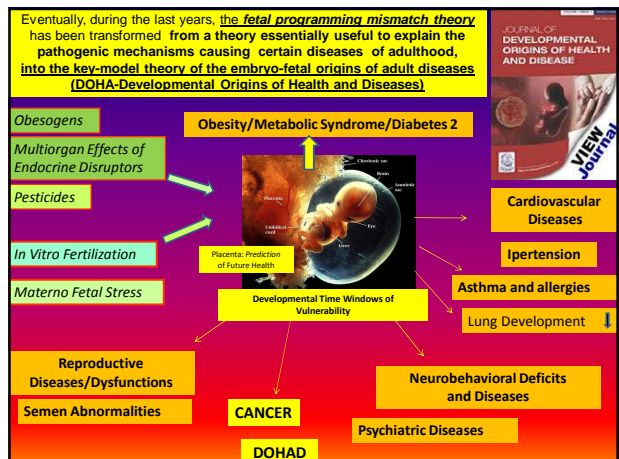 Eventually, during the last years, the fetal programming mismatch theory
has been transformed from a theory essentially useful to explain the
pathogenic mechanisms causing certain diseases of adulthood,
into the key-model theory of the embryo-fetal origins of adult diseases
(DOHA-Developmental Origins of Health and Diseases)
JOURNAL OF
DEVELOPMENTAL
ORIGINS OF HEALTH
AND DISEASE
VIEW
Journal
Obesogens
Multiorgan Effects of
Endocrine Disruptors
Pesticides
In Vitro Fertilization
Materno Fetal Stress
Obesity/Metabolic Syndrome/Diabetes 2
Chorionic sac
Brain
Amniotic
sac
Placenta
Umbilical
cord
Eye
Liver
Placenta: Prediction
of Future Health
Developmental Time Windows of
Vulnerability
Cardiovascular
Diseases
Ipertension
Asthma and allergies
Lung Development
Reproductive
Diseases/Dysfunctions
Semen Abnormalities
CANCER
DOHAD
Neurobehavioral Deficits
and Diseases
Psychiatric Diseases